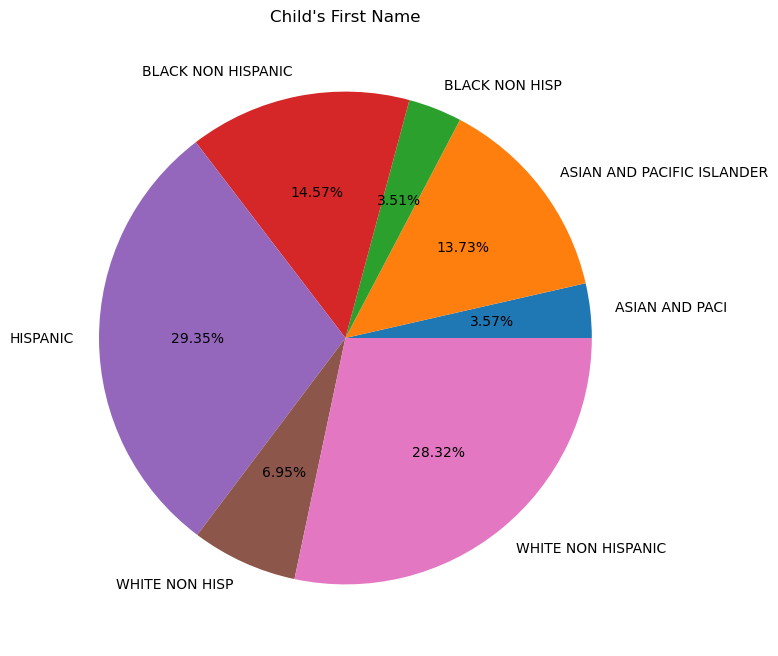 Child's First Name
BLACK NON HISPANIC
BLACK NON HISP
ASIAN AND PACIFIC ISLANDER
14.57%
3.51%
13.73%
ASIAN AND PACI
3.57%
HISPANIC
29.35%
28.32%
6.95%
WHITE NON HISPANIC
WHITE NON HISP